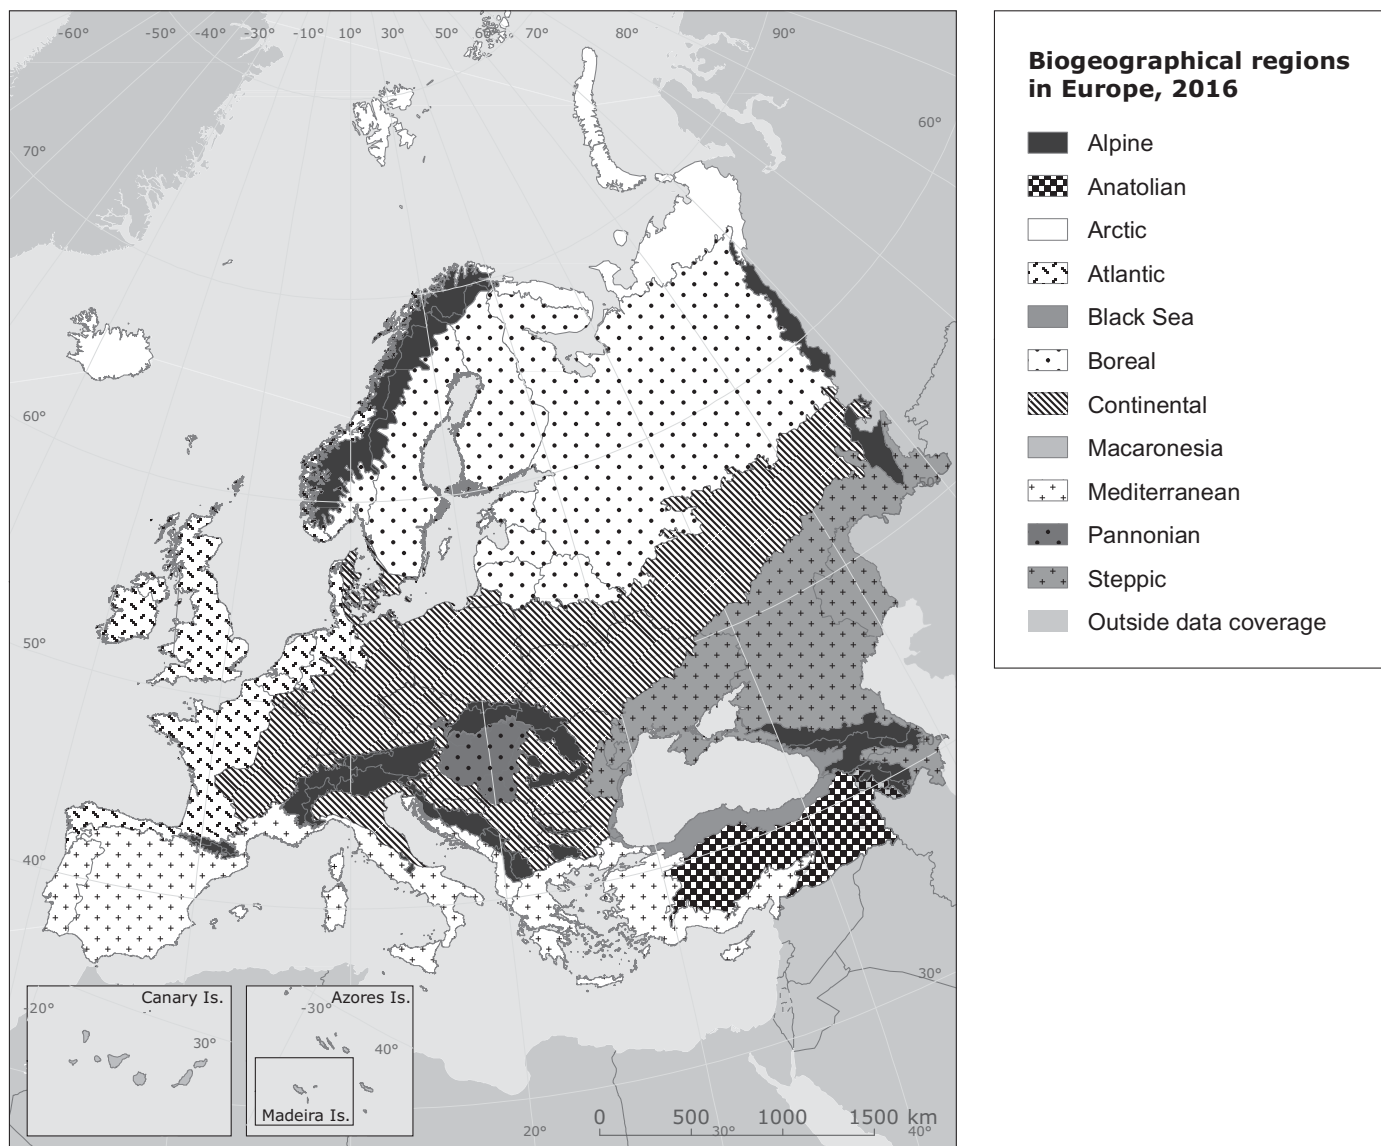 -60° -50° -40° -30° -20° -10° 10° 30° 50° 60° 70° 80° 90°
70°
60°
60°
50°
50°
40°
30°
Canary Is.
-20°
30°
Azores Is.
-30°
40°
Madeira Is.
0 500 1000 1500 km
20° 30° 40°
Biogeographical regions
in Europe, 2016
Alpine
Anatolian
Arctic
Atlantic
Black Sea
Boreal
Continental
Macaronesia
Mediterranean
Pannonian
Steppic
Outside data coverage